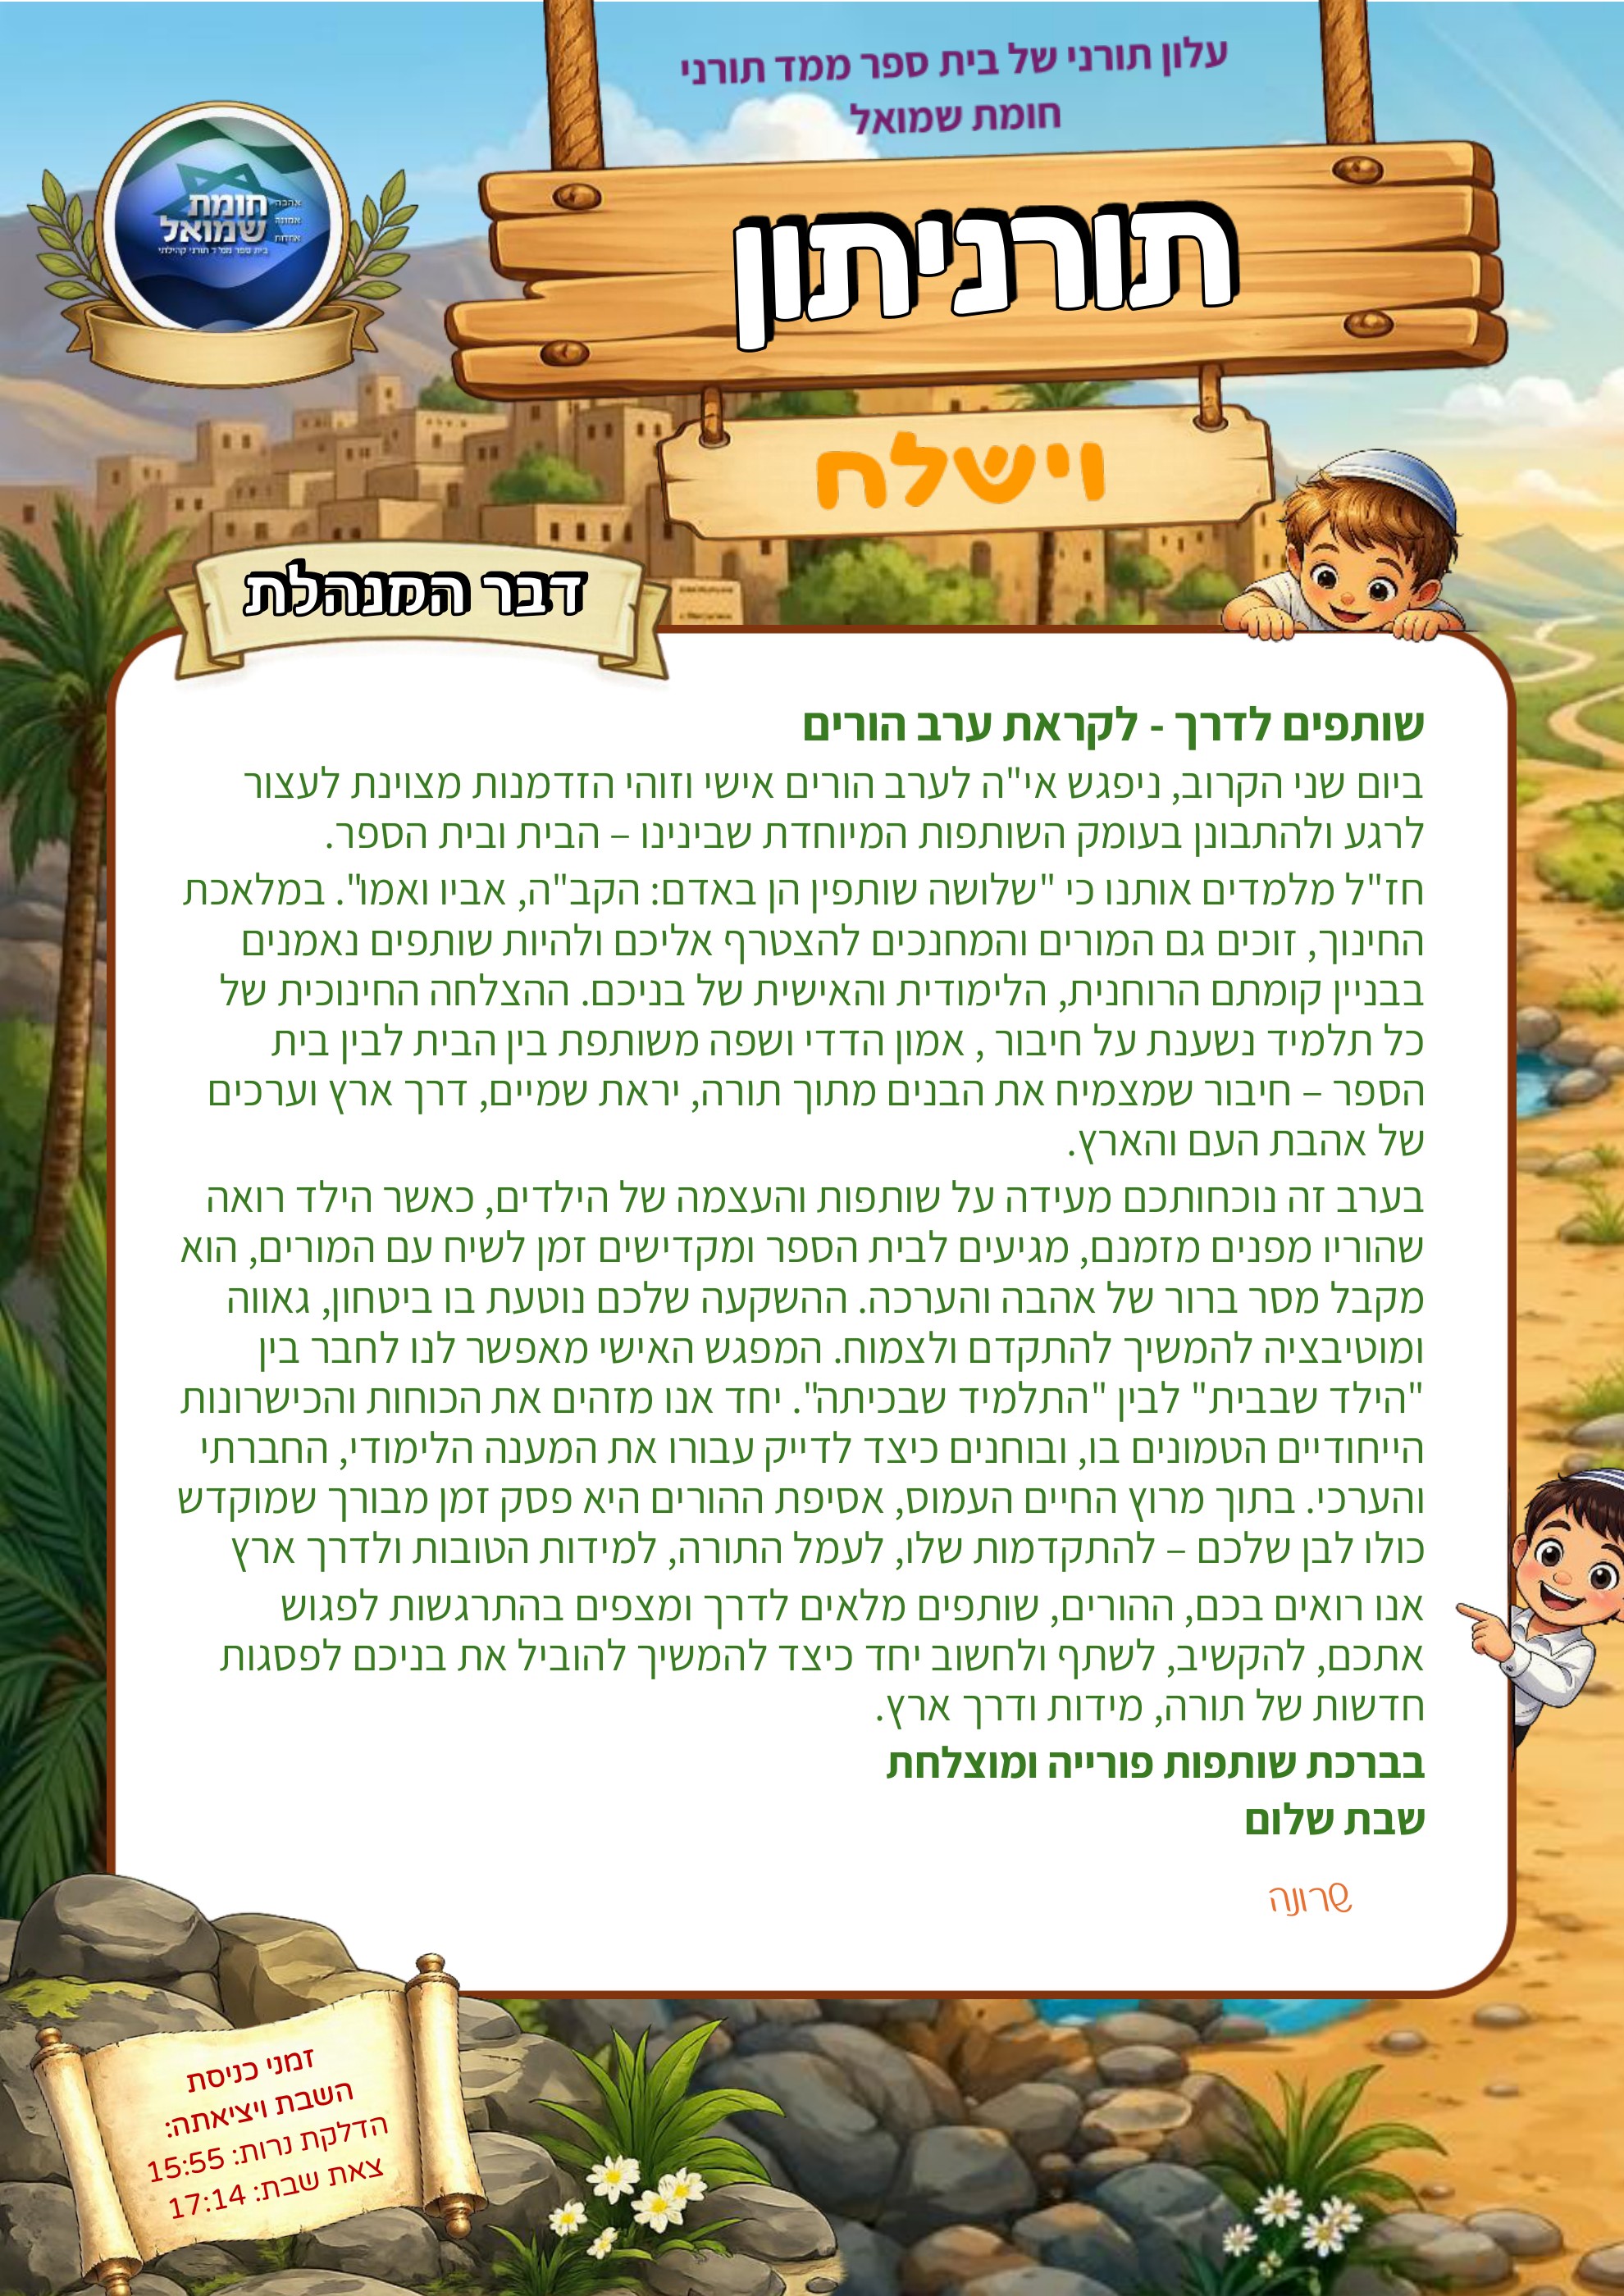 עלון תורני של בית ספר ממד תורני
חומת שמואל
חומת
שמואל
אהבה
אמונה
אחדות
בית ספר ממ"ד תורני קהילתי
תורניתון
וישלח
דבר המנהלת
שותפים לדרך - לקראת ערב הורים
ביום שני הקרוב, ניפגש אי"ה לערב הורים אישי וזוהי הזדמנות מצוינת לעצור
לרגע ולהתבונן בעומק השותפות המיוחדת שבינינו – הבית ובית הספר.
חז"ל מלמדים אותנו כי "שלושה שותפין הן באדם: הקב"ה, אביו ואמו". במלאכת
החינוך, זוכים גם המורים והמחנכים להצטרף אליכם ולהיות שותפים נאמנים
בבניין קומתם הרוחנית, הלימודית והאישית של בניכם. ההצלחה החינוכית של
כל תלמיד נשענת על חיבור , אמון הדדי ושפה משותפת בין הבית לבין בית
הספר – חיבור שמצמיח את הבנים מתוך תורה, יראת שמיים, דרך ארץ וערכים
של אהבת העם והארץ.
בערב זה נוכחותכם מעידה על שותפות והעצמה של הילדים, כאשר הילד רואה
שהוריו מפנים מזמנם, מגיעים לבית הספר ומקדישים זמן לשיח עם המורים, הוא
מקבל מסר ברור של אהבה והערכה. ההשקעה שלכם נוטעת בו ביטחון, גאווה
ומוטיבציה להמשיך להתקדם ולצמוח. המפגש האישי מאפשר לנו לחבר בין
"הילד שבבית" לבין "התלמיד שבכיתה". יחד אנו מזהים את הכוחות והכישרונות
הייחודיים הטמונים בו, ובוחנים כיצד לדייק עבורו את המענה הלימודי, החברתי
והערכי. בתוך מרוץ החיים העמוס, אסיפת ההורים היא פסק זמן מבורך שמוקדש
כולו לבן שלכם – להתקדמות שלו, לעמל התורה, למידות הטובות ולדרך ארץ
אנו רואים בכם, ההורים, שותפים מלאים לדרך ומצפים בהתרגשות לפגוש
אתכם, להקשיב, לשתף ולחשוב יחד כיצד להמשיך להוביל את בניכם לפסגות
חדשות של תורה, מידות ודרך ארץ.
בברכת שותפות פורייה ומוצלחת
שבת שלום
שרונה
זמני כניסת
השבת ויציאתה:
הדלקת נרות: 15:55
צאת שבת: 17:14